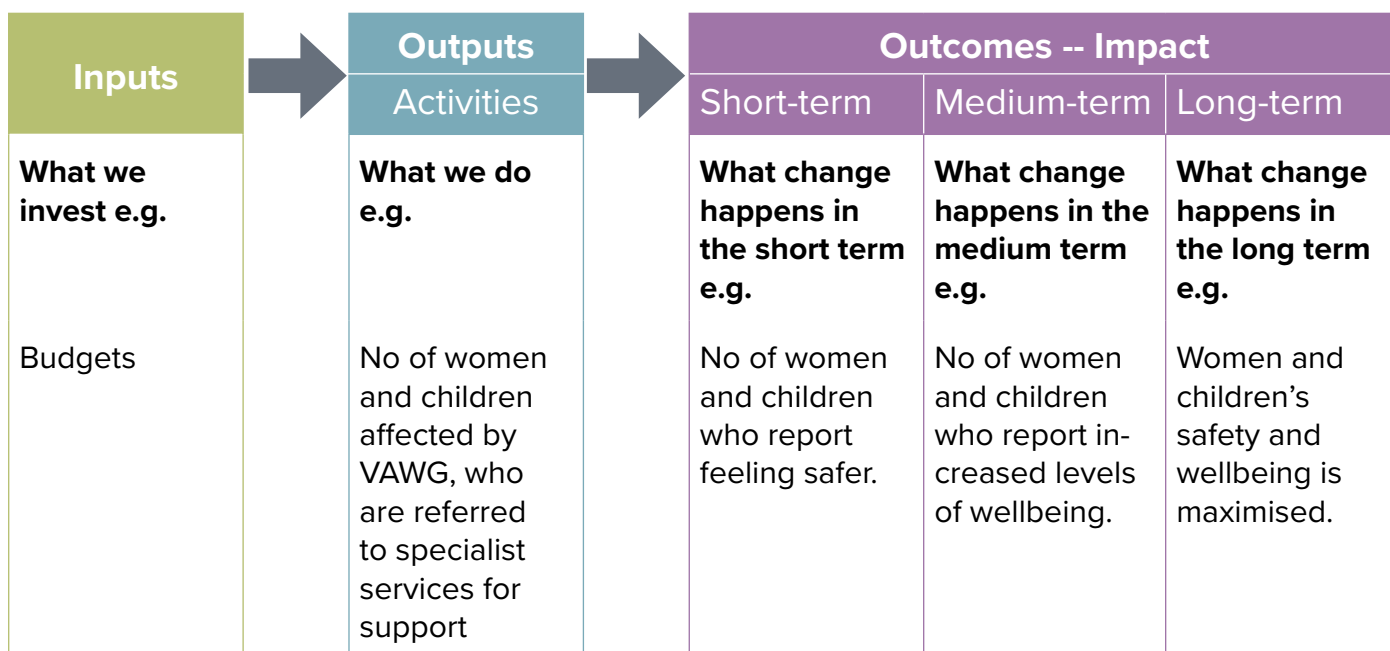 Inputs
Outputs
Activities
Outcomes -- Impact
Short-term
Medium-term
Long-term
What we
invest e.g.
Budgets
What we do
e.g.
No of women
and children
affected by
VAWG, who
are referred
to specialist
services for
support
What change
happens in
the short term
e.g.
No of women
and children
who report
feeling safer.
What change
happens in the
medium term
e.g.
No of women
and children
who report in-
creased levels
of wellbeing.
What change
happens in
the long term
e.g.
Women and
children’s
safety and
wellbeing is
maximised.